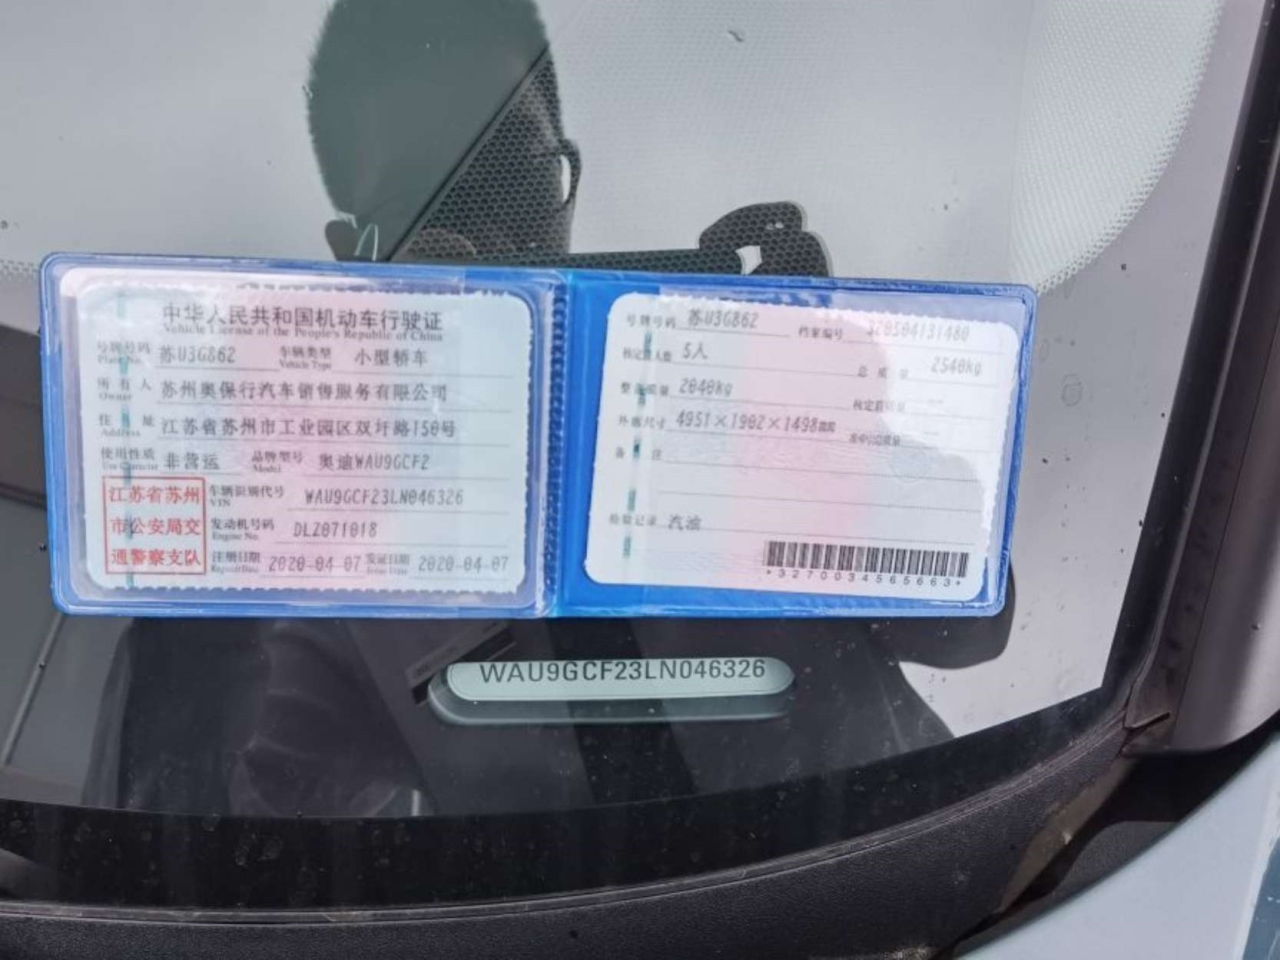 中华人民共和国机动车行驶证
Vehicle License of the People's Republic of China
号牌号码 苏U3G862 车辆类型 小型轿车
Plate No. Vehicle Type
所有人 苏州奥保行汽车销售服务有限公司
Owner
住址 江苏省苏州市工业园区双圩路150号
Address
使用性质 非营运 品牌型号 奥迪WAU9GCF2
Use Character Model
江苏省苏州
市公安局交
通警察支队
车辆识别代号 WAU9GCF23LN046326
VIN
发动机号码 DLZ071018
Engine No.
注册日期 2020-04-07 发证日期 2020-04-07
Register Date Issue Date
号牌号码 苏U3G862 档案编号 320504131480
核定载人数 5人 总质量 2540kg
整备质量 2040kg 核定载质量
外廓尺寸 4951×1902×1498mm
备注
检验记录 汽油
*3270034565663*
WAU9GCF23LN046326